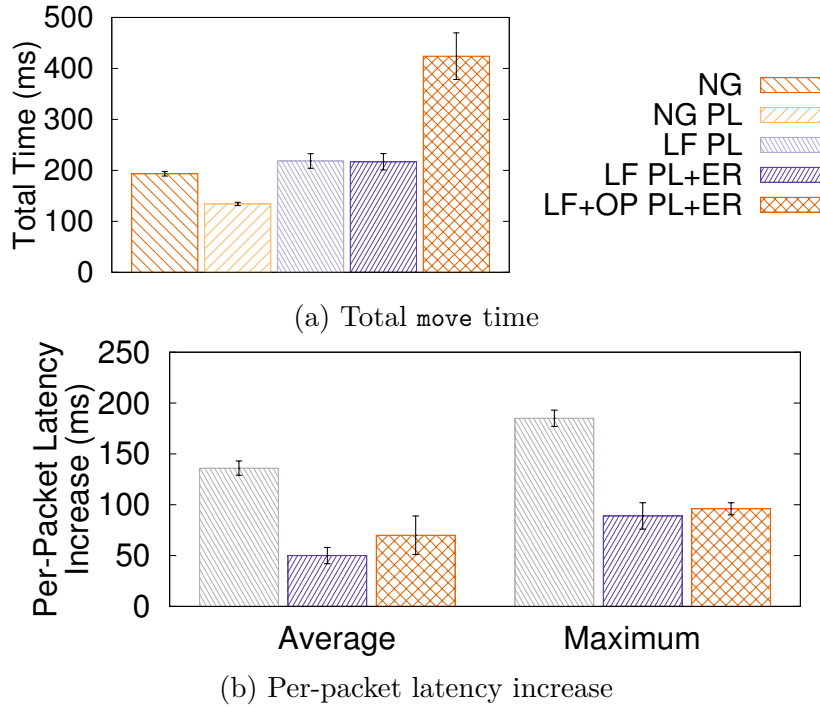 500
400
300
200
100
0
Total Time (ms)
NG
NG PL
LF PL
LF PL+ER
LF+OP PL+ER
(a) Total move time
250
200
150
100
50
0
Per-Packet Latency
Increase (ms)
Average Maximum
(b) Per-packet latency increase